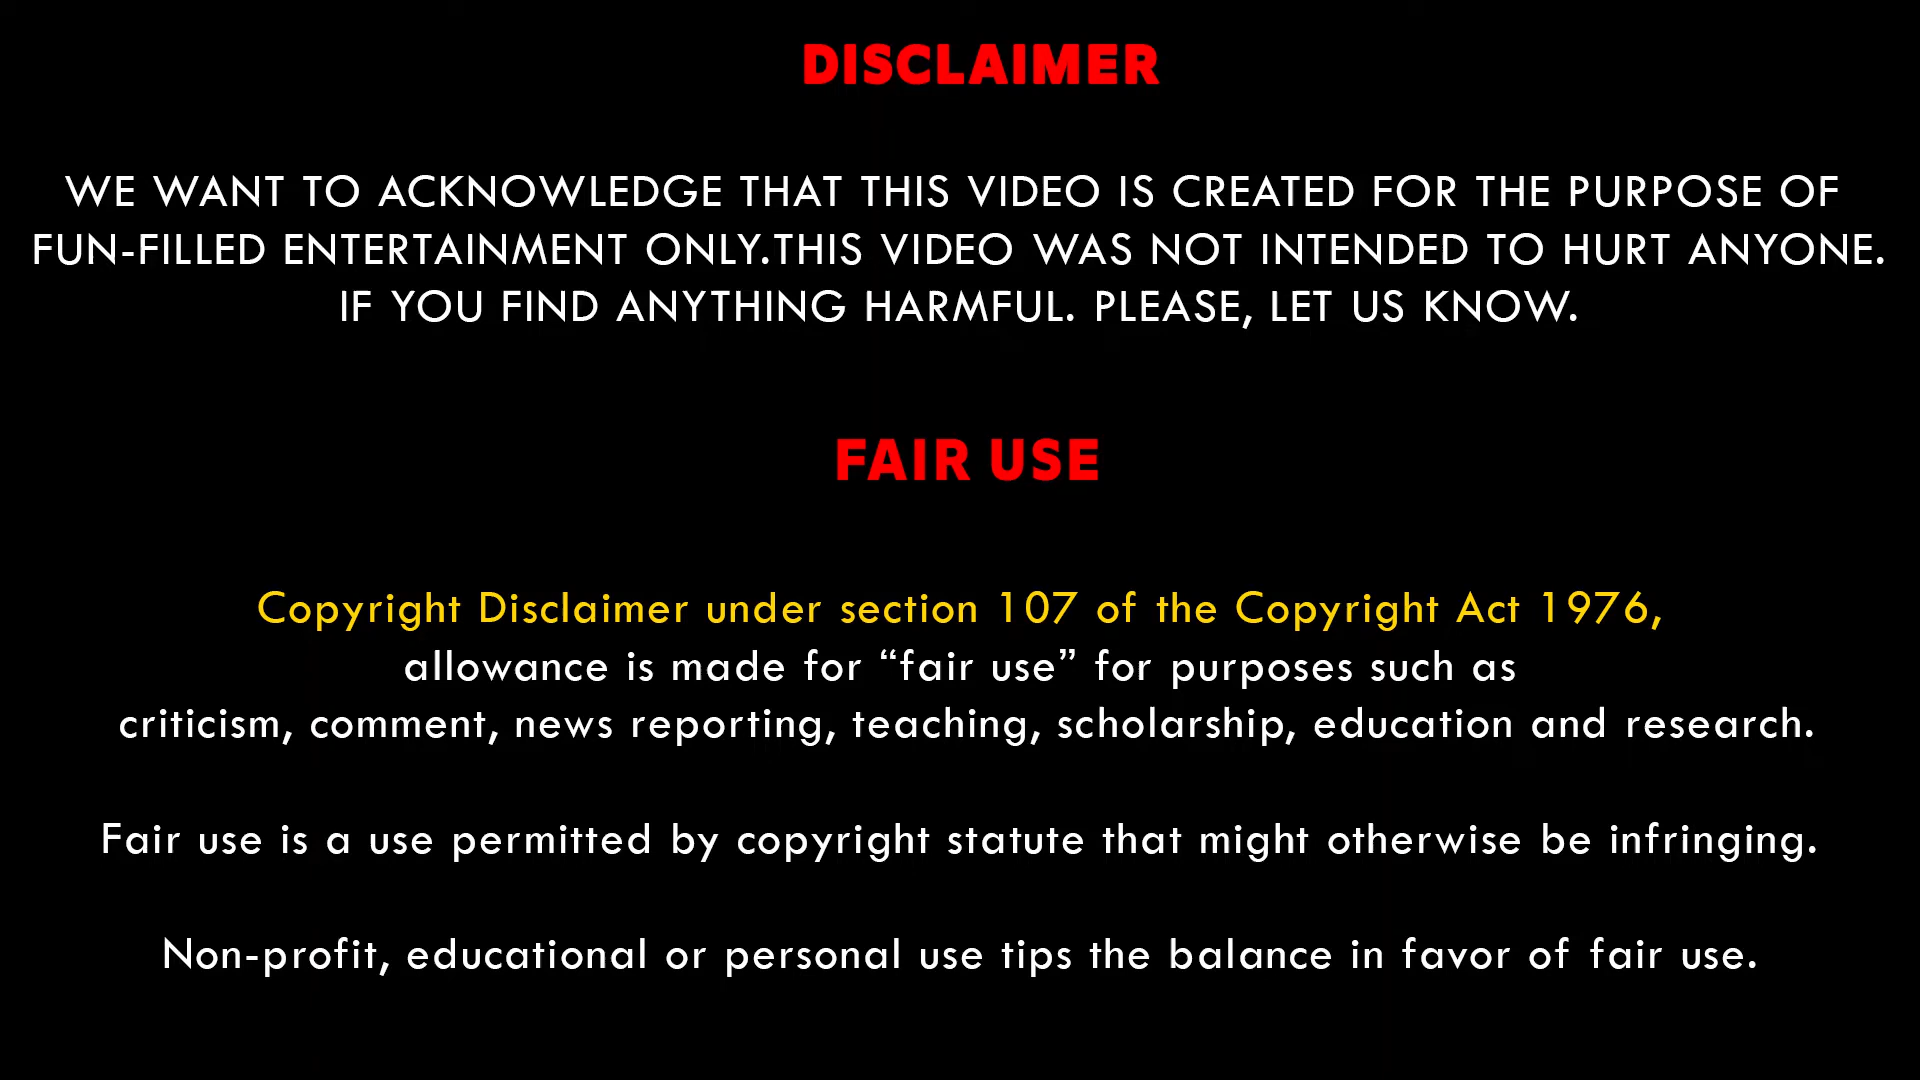 DISCLAIMER
WE WANT TO ACKNOWLEDGE THAT THIS VIDEO IS CREATED FOR THE PURPOSE OF
FUN-FILLED ENTERTAINMENT ONLY.THIS VIDEO WAS NOT INTENDED TO HURT ANYONE.
IF YOU FIND ANYTHING HARMFUL. PLEASE, LET US KNOW.
FAIR USE
Copyright Disclaimer under section 107 of the Copyright Act 1976,
allowance is made for “fair use” for purposes such as
criticism, comment, news reporting, teaching, scholarship, education and research.
Fair use is a use permitted by copyright statute that might otherwise be infringing.
Non-profit, educational or personal use tips the balance in favor of fair use.